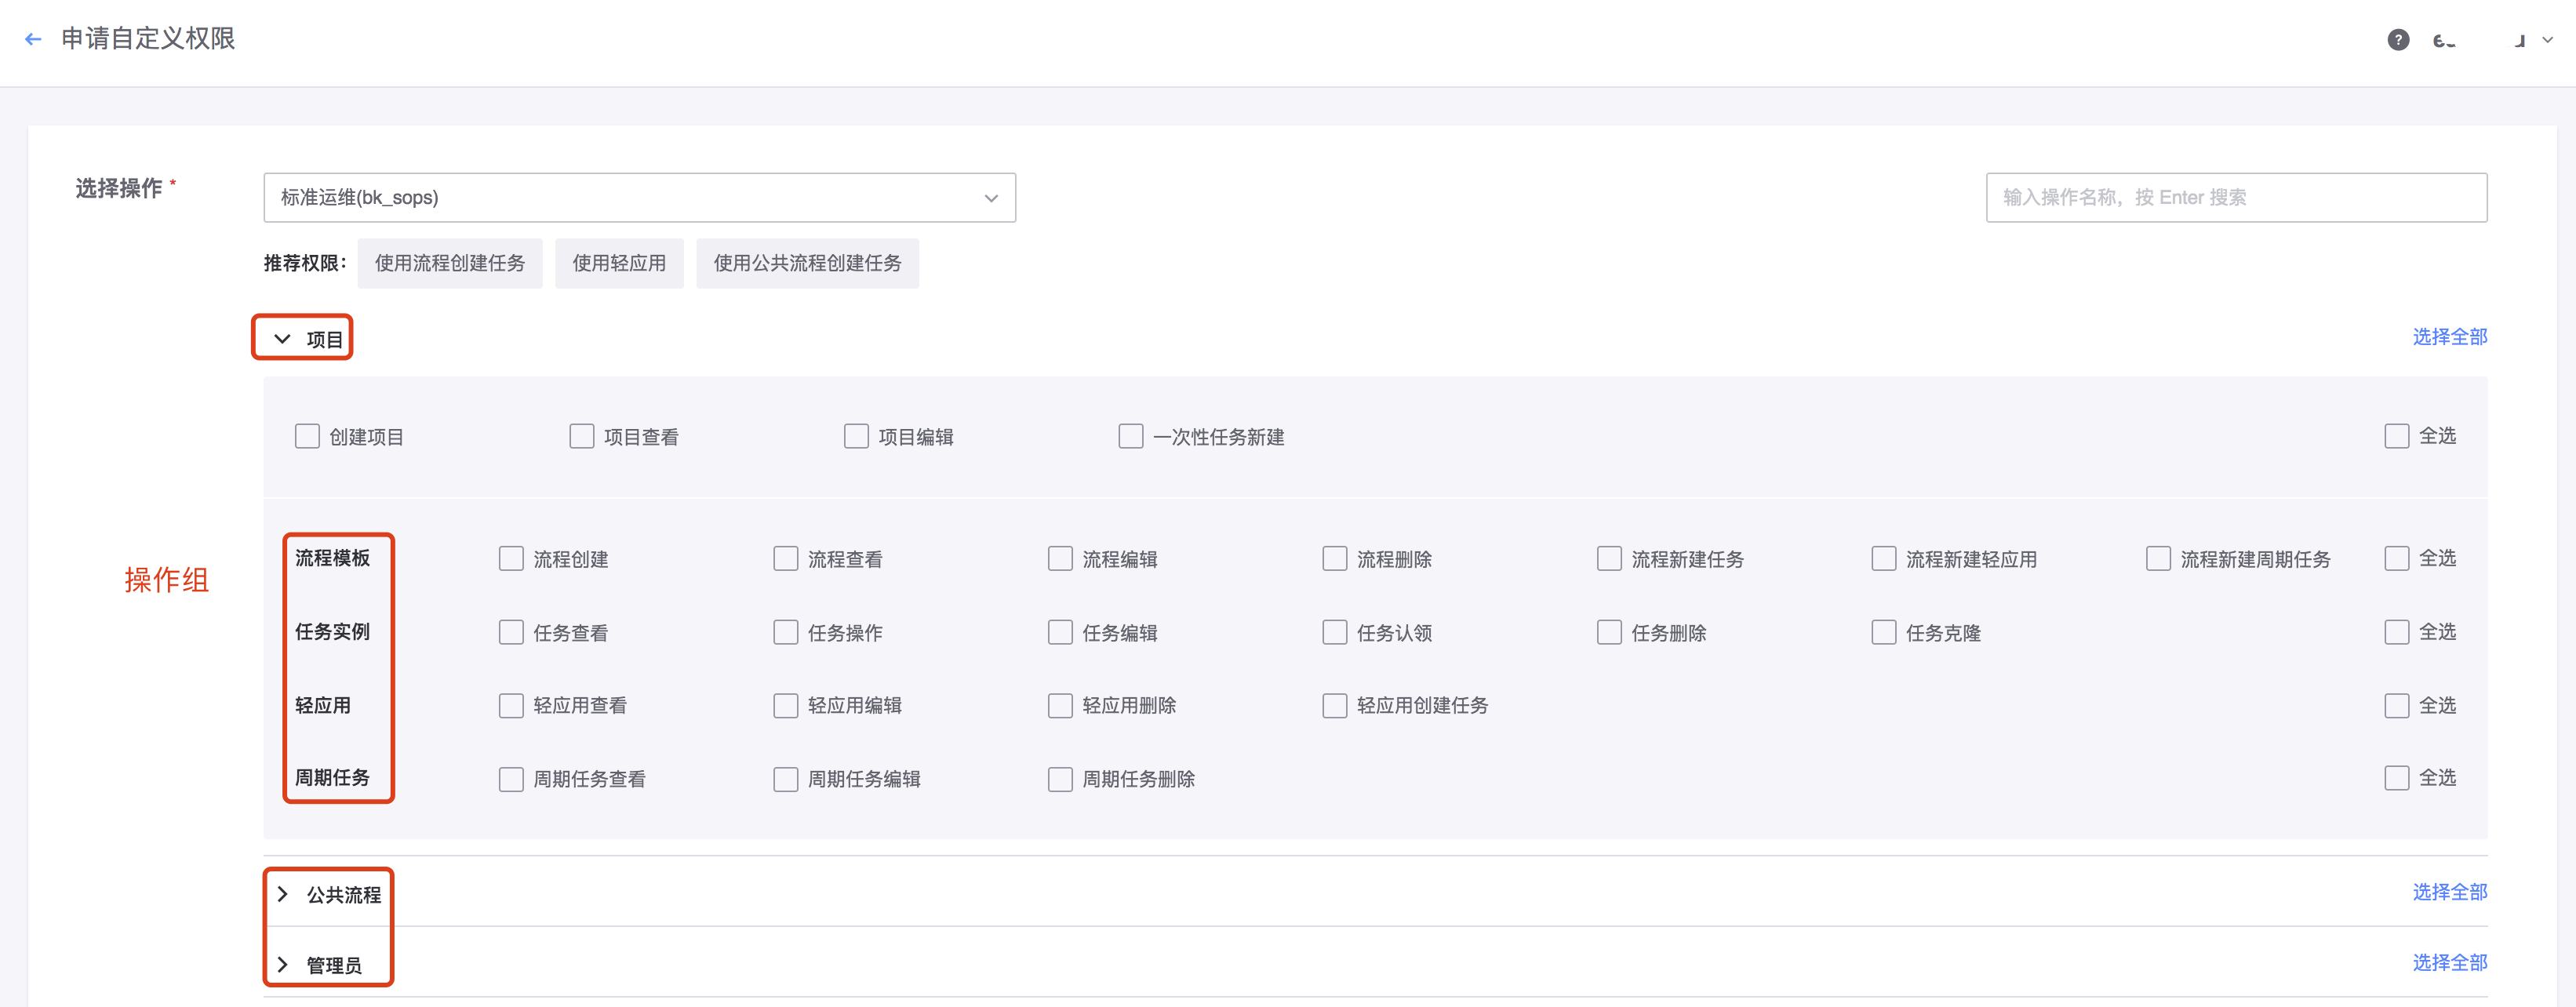 申请自定义权限
选择操作 *
标准运维(bk_sops)
输入操作名称，按 Enter 搜索
推荐权限： 使用流程创建任务 使用轻应用 使用公共流程创建任务
项目 选择全部
创建项目 项目查看 项目编辑 一次性任务新建 全选
操作组
流程模板 流程创建 流程查看 流程编辑 流程删除 流程新建任务 流程新建轻应用 流程新建周期任务 全选
任务实例 任务查看 任务操作 任务编辑 任务认领 任务删除 任务克隆 全选
轻应用 轻应用查看 轻应用编辑 轻应用删除 轻应用创建任务 全选
周期任务 周期任务查看 周期任务编辑 周期任务删除 全选
公共流程 选择全部
管理员 选择全部